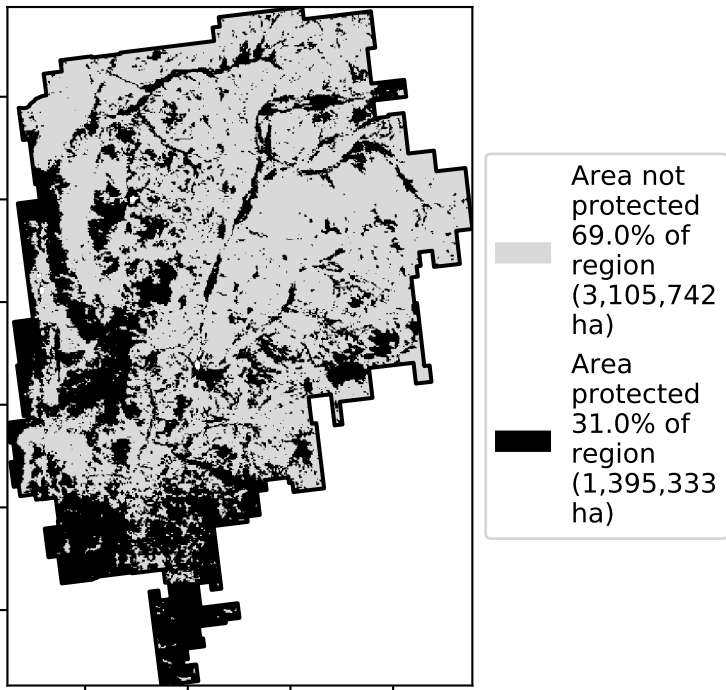 Area not
protected
69.0% of
region
(3,105,742
ha)
Area
protected
31.0% of
region
(1,395,333
ha)